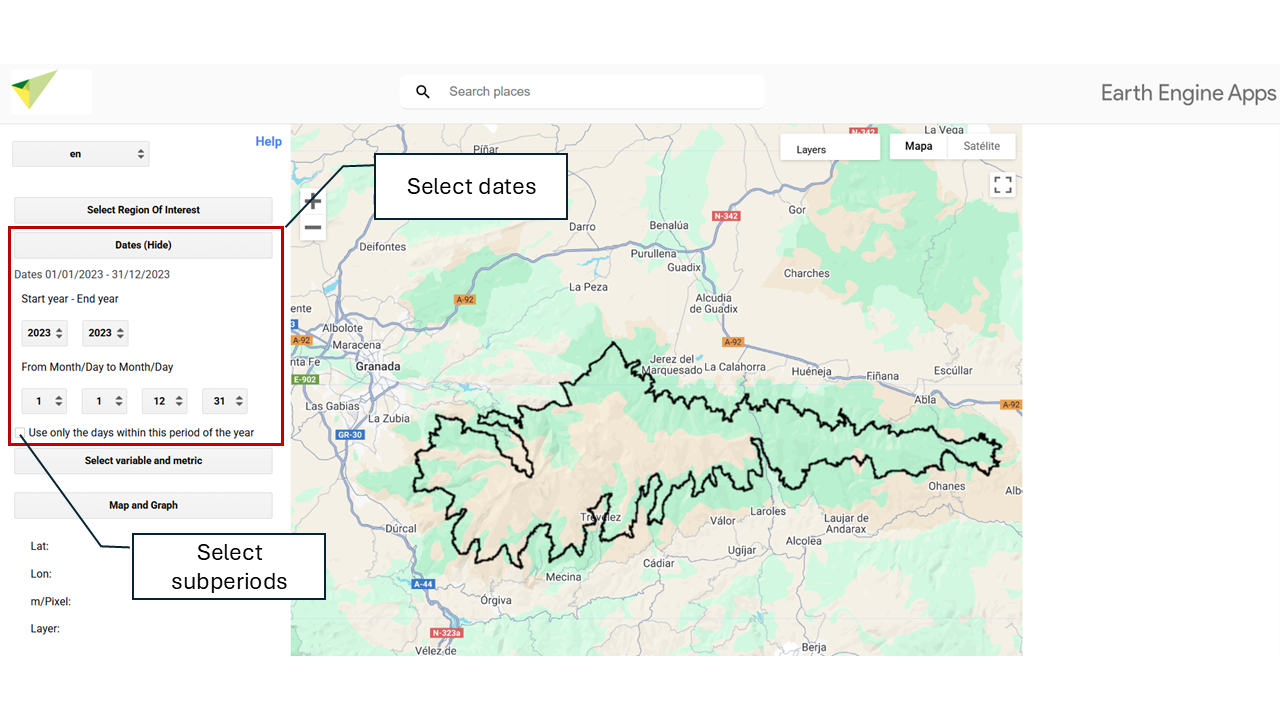 Search places
Earth Engine Apps
en
Help
Select Region Of Interest
Dates (Hide)
Dates 01/01/2023 - 31/12/2023
Start year - End year
2023 2023
From Month/Day to Month/Day
1 1 12 31
Use only the days within this period of the year
Select variable and metric
Map and Graph
Lat:
Lon:
m/Pixel:
Layer:
Select dates
Select
subperiods
Layers
Mapa Satélite
N-342
La Vega
Píñar
Gor
N-342
Darro
Benalúa
Deifontes
Purullena
Guadix
Charches
La Peza
A-92
Alcudia
de Guadix
ente
Albolote
A-92
Maracena
A-92
nta Fe
Granada
Jerez del
Marquesado
La Calahorra
Huéneja
Fiñana
Escúllar
E-902
Abla
A-92
Las Gabias
La Zubia
GR-30
Ohanes
Alb
Trevélez
Laroles
Válor
Laujar de
Andarax
Dúrcal
Alcolea
Ugíjar
Cádiar
Mecina
A-44
Órgiva
N-323a
Vélez de
Berja